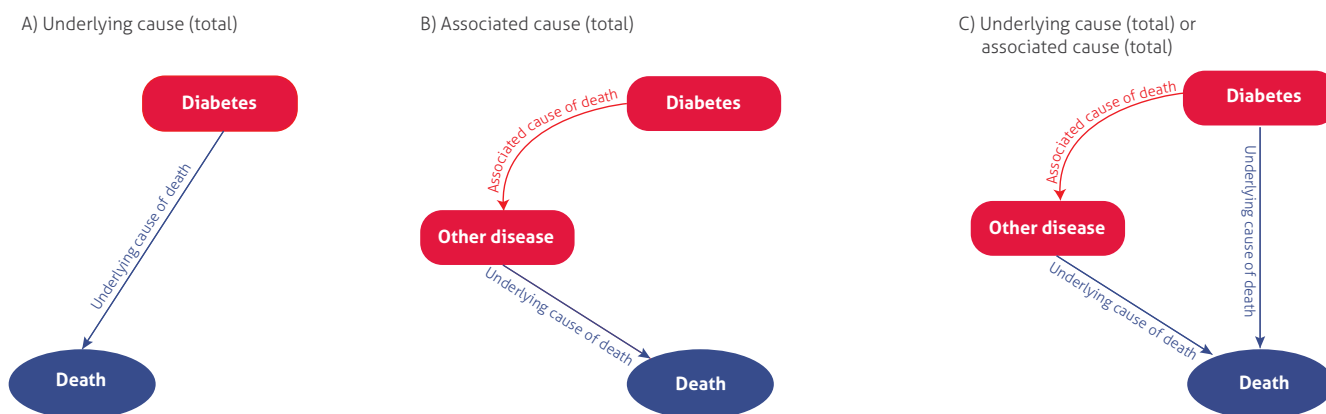 A) Underlying cause (total)
Diabetes
Underlying cause of death
Death
B) Associated cause (total)
Diabetes
Associated cause of death
Other disease
Underlying cause of death
Death
C) Underlying cause (total) or
associated cause (total)
Diabetes
Associated cause of death
Underlying cause of death
Other disease
Underlying cause of death
Death